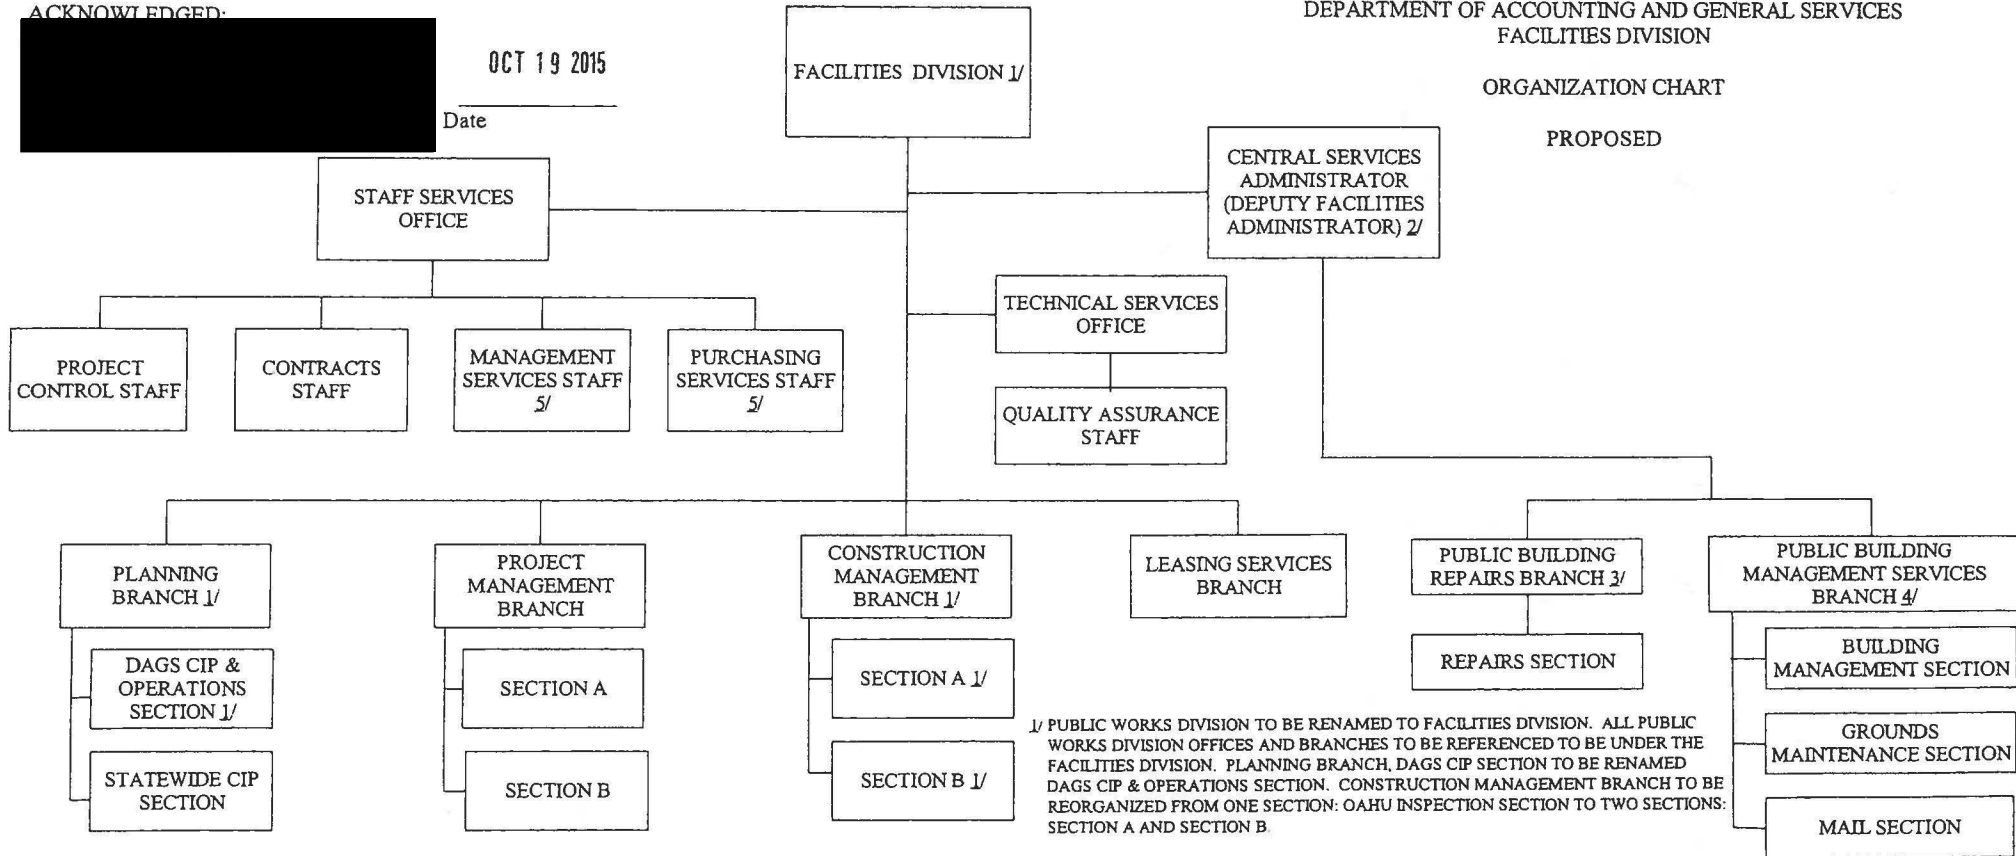 ACKNOWLEDGED:
OCT 19 2015
Date
DEPARTMENT OF ACCOUNTING AND GENERAL SERVICES
FACILITIES DIVISION
ORGANIZATION CHART
PROPOSED
FACILITIES DIVISION 1/
CENTRAL SERVICES
ADMINISTRATOR
(DEPUTY FACILITIES
ADMINISTRATOR) 2/
STAFF SERVICES
OFFICE
TECHNICAL SERVICES
OFFICE
QUALITY ASSURANCE
STAFF
PROJECT
CONTROL STAFF
CONTRACTS
STAFF
MANAGEMENT
SERVICES STAFF
5/
PURCHASING
SERVICES STAFF
5/
PLANNING
BRANCH 1/
DAGS CIP &
OPERATIONS
SECTION 1/
STATEWIDE CIP
SECTION
PROJECT
MANAGEMENT
BRANCH
SECTION A
SECTION B
CONSTRUCTION
MANAGEMENT
BRANCH 1/
SECTION A 1/
SECTION B 1/
LEASING SERVICES
BRANCH
PUBLIC BUILDING
REPAIRS BRANCH 3/
REPAIRS SECTION
PUBLIC BUILDING
MANAGEMENT SERVICES
BRANCH 4/
BUILDING
MANAGEMENT SECTION
GROUNDS
MAINTENANCE SECTION
MAIL SECTION
1/ PUBLIC WORKS DIVISION TO BE RENAMED TO FACILITIES DIVISION. ALL PUBLIC
WORKS DIVISION OFFICES AND BRANCHES TO BE REFERENCED TO BE UNDER THE
FACILITIES DIVISION. PLANNING BRANCH, DAGS CIP SECTION TO BE RENAMED
DAGS CIP & OPERATIONS SECTION. CONSTRUCTION MANAGEMENT BRANCH TO BE
REORGANIZED FROM ONE SECTION: OAHU INSPECTION SECTION TO TWO SECTIONS:
SECTION A AND SECTION B.